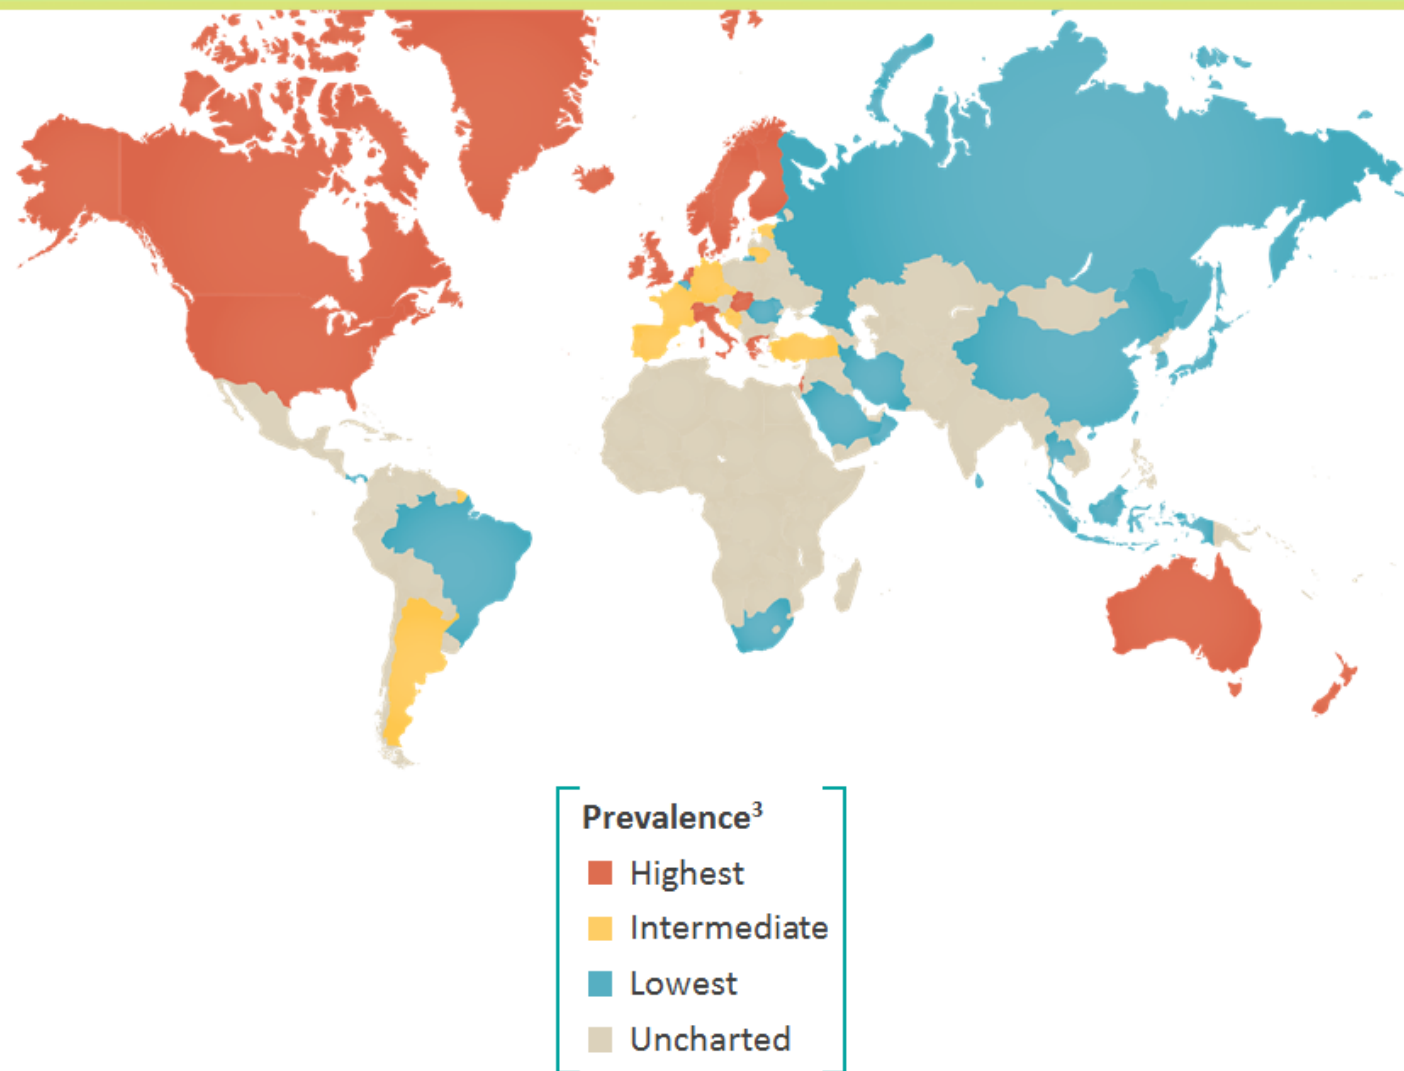 Prevalence³
Highest
Intermediate
Lowest
Uncharted